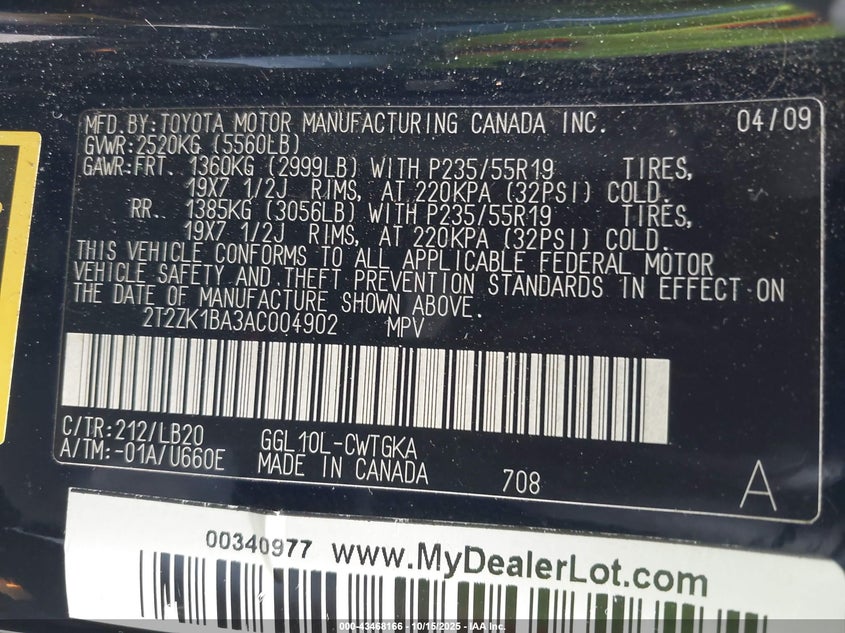 MFD.BY:TOYOTA MOTOR MANUFACTURING CANADA INC. 04/09
GVWR:2520KG (5560LB)
GAWR:FRT. 1360KG (2999LB) WITH P235/55R19 TIRES,
19X7 1/2J RIMS, AT 220KPA (32PSI) COLD.
RR. 1385KG (3056LB) WITH P235/55R19 TIRES,
19X7 1/2J RIMS, AT 220KPA (32PSI) COLD.
THIS VEHICLE CONFORMS TO ALL APPLICABLE FEDERAL MOTOR
VEHICLE SAFETY AND THEFT PREVENTION STANDARDS IN EFFECT ON
THE DATE OF MANUFACTURE SHOWN ABOVE.
2T2ZK1BA3AC004902 MPV
C/TR:212/LB20 GGL10L-CWTGKA
A/TM:-01A/U660E MADE IN CANADA 708 A
00340977 www.MyDealerLot.com
000-43468166 - 10/15/2025 - IAA Inc.